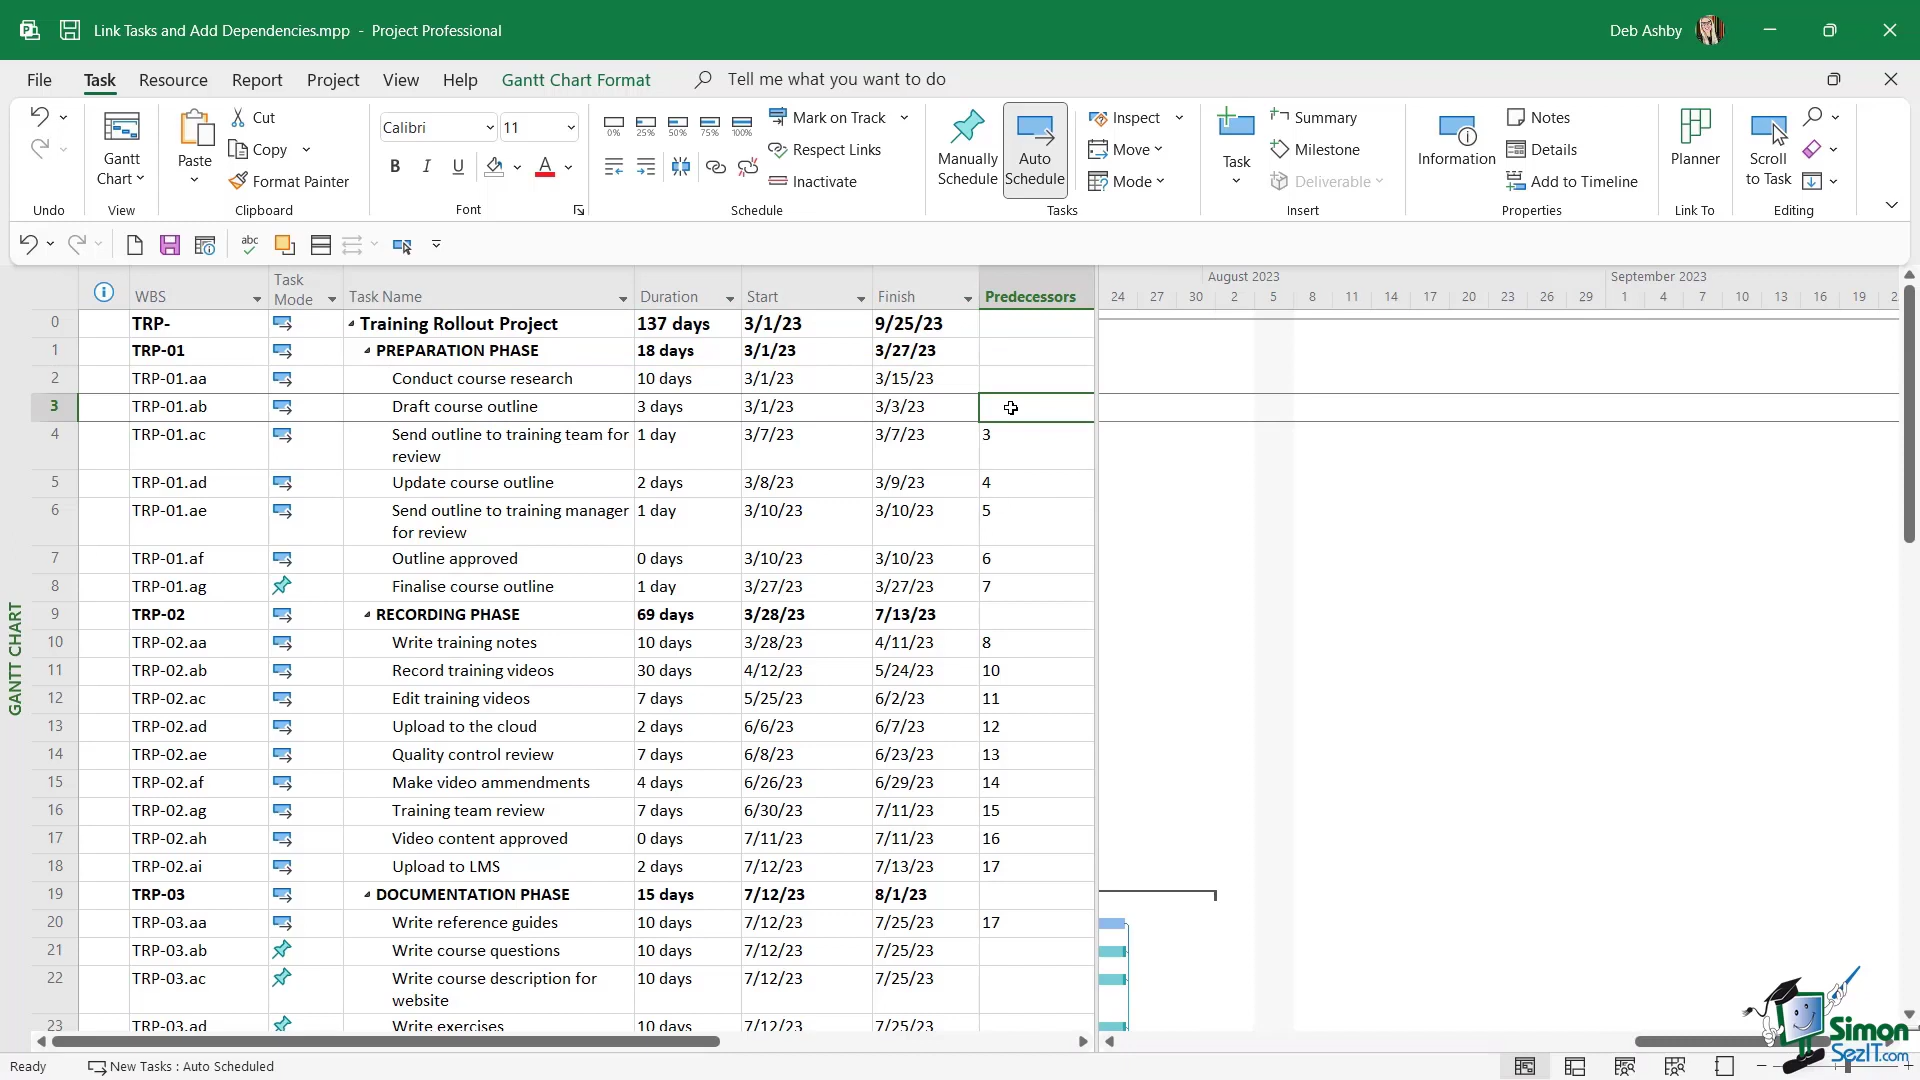 Link Tasks and Add Dependencies.mpp - Project Professional
Deb Ashby
File Task Resource Report Project View Help Gantt Chart Format Tell me what you want to do
Undo
Gantt Chart
View
Paste
Cut
Copy
Format Painter
Clipboard
Calibri 11
B I U A
Font
0% 25% 50% 75% 100%
Mark on Track
Respect Links
Inactivate
Schedule
Manually Schedule
Auto Schedule
Inspect
Move
Mode
Tasks
Task
Summary
Milestone
Deliverable
Insert
Information
Notes
Details
Add to Timeline
Properties
Planner
Link To
Scroll to Task
Editing
abc
WBS Task Mode Task Name Duration Start Finish Predecessors
August 2023 September 2023
24 27 30 2 5 8 11 14 17 20 23 26 29 1 4 7 10 13 16 19 2
0 TRP- Training Rollout Project 137 days 3/1/23 9/25/23
1 TRP-01 PREPARATION PHASE 18 days 3/1/23 3/27/23
2 TRP-01.aa Conduct course research 10 days 3/1/23 3/15/23
3 TRP-01.ab Draft course outline 3 days 3/1/23 3/3/23
4 TRP-01.ac Send outline to training team for review 1 day 3/7/23 3/7/23 3
5 TRP-01.ad Update course outline 2 days 3/8/23 3/9/23 4
6 TRP-01.ae Send outline to training manager for review 1 day 3/10/23 3/10/23 5
7 TRP-01.af Outline approved 0 days 3/10/23 3/10/23 6
8 TRP-01.ag Finalise course outline 1 day 3/27/23 3/27/23 7
9 TRP-02 RECORDING PHASE 69 days 3/28/23 7/13/23
10 TRP-02.aa Write training notes 10 days 3/28/23 4/11/23 8
11 TRP-02.ab Record training videos 30 days 4/12/23 5/24/23 10
12 TRP-02.ac Edit training videos 7 days 5/25/23 6/2/23 11
13 TRP-02.ad Upload to the cloud 2 days 6/6/23 6/7/23 12
14 TRP-02.ae Quality control review 7 days 6/8/23 6/23/23 13
15 TRP-02.af Make video ammendments 4 days 6/26/23 6/29/23 14
16 TRP-02.ag Training team review 7 days 6/30/23 7/11/23 15
17 TRP-02.ah Video content approved 0 days 7/11/23 7/11/23 16
18 TRP-02.ai Upload to LMS 2 days 7/12/23 7/13/23 17
19 TRP-03 DOCUMENTATION PHASE 15 days 7/12/23 8/1/23
20 TRP-03.aa Write reference guides 10 days 7/12/23 7/25/23 17
21 TRP-03.ab Write course questions 10 days 7/12/23 7/25/23
22 TRP-03.ac Write course description for website 10 days 7/12/23 7/25/23
23 TRP-03.ad Write exercises 10 days 7/12/23 7/25/23
GANTT CHART
Simon
SezIT.com
Ready New Tasks : Auto Scheduled